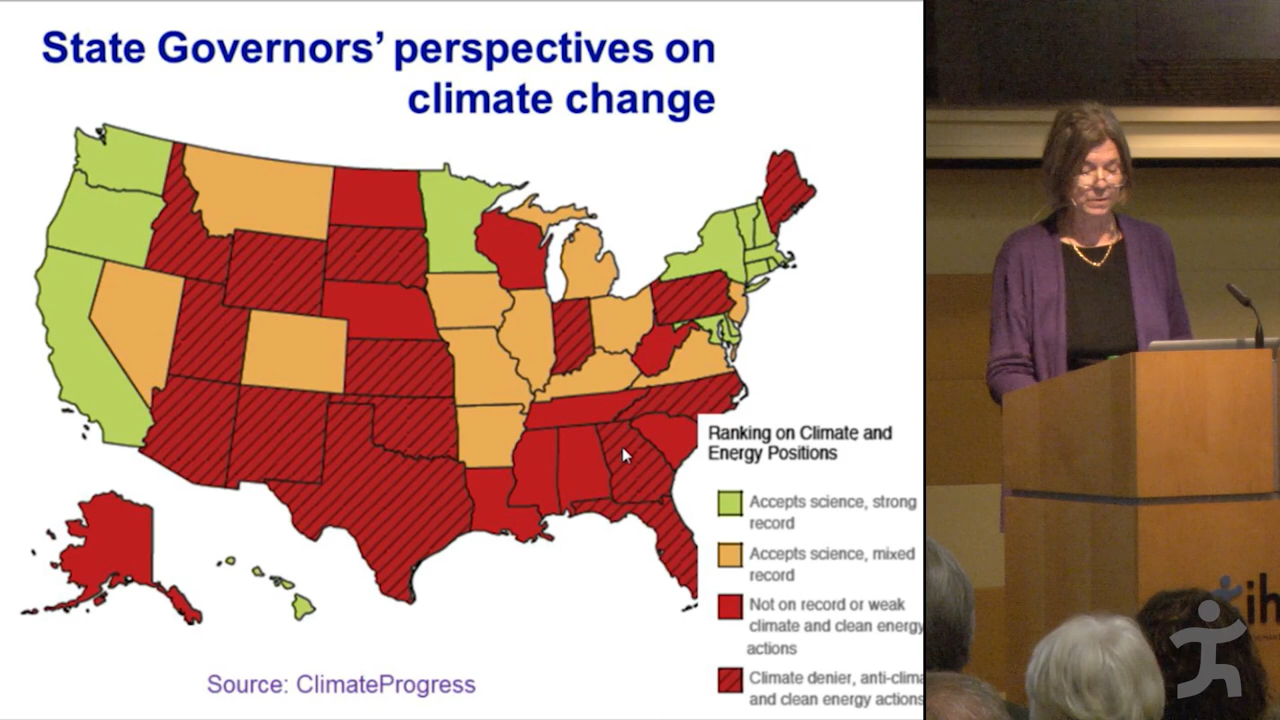 State Governors' perspectives on
climate change
Ranking on Climate and
Energy Positions
Accepts science, strong
record
Accepts science, mixed
record
Not on record or weak
climate and clean energy
actions
Climate denier, anti-clima
and clean energy actions
Source: ClimateProgress
ih